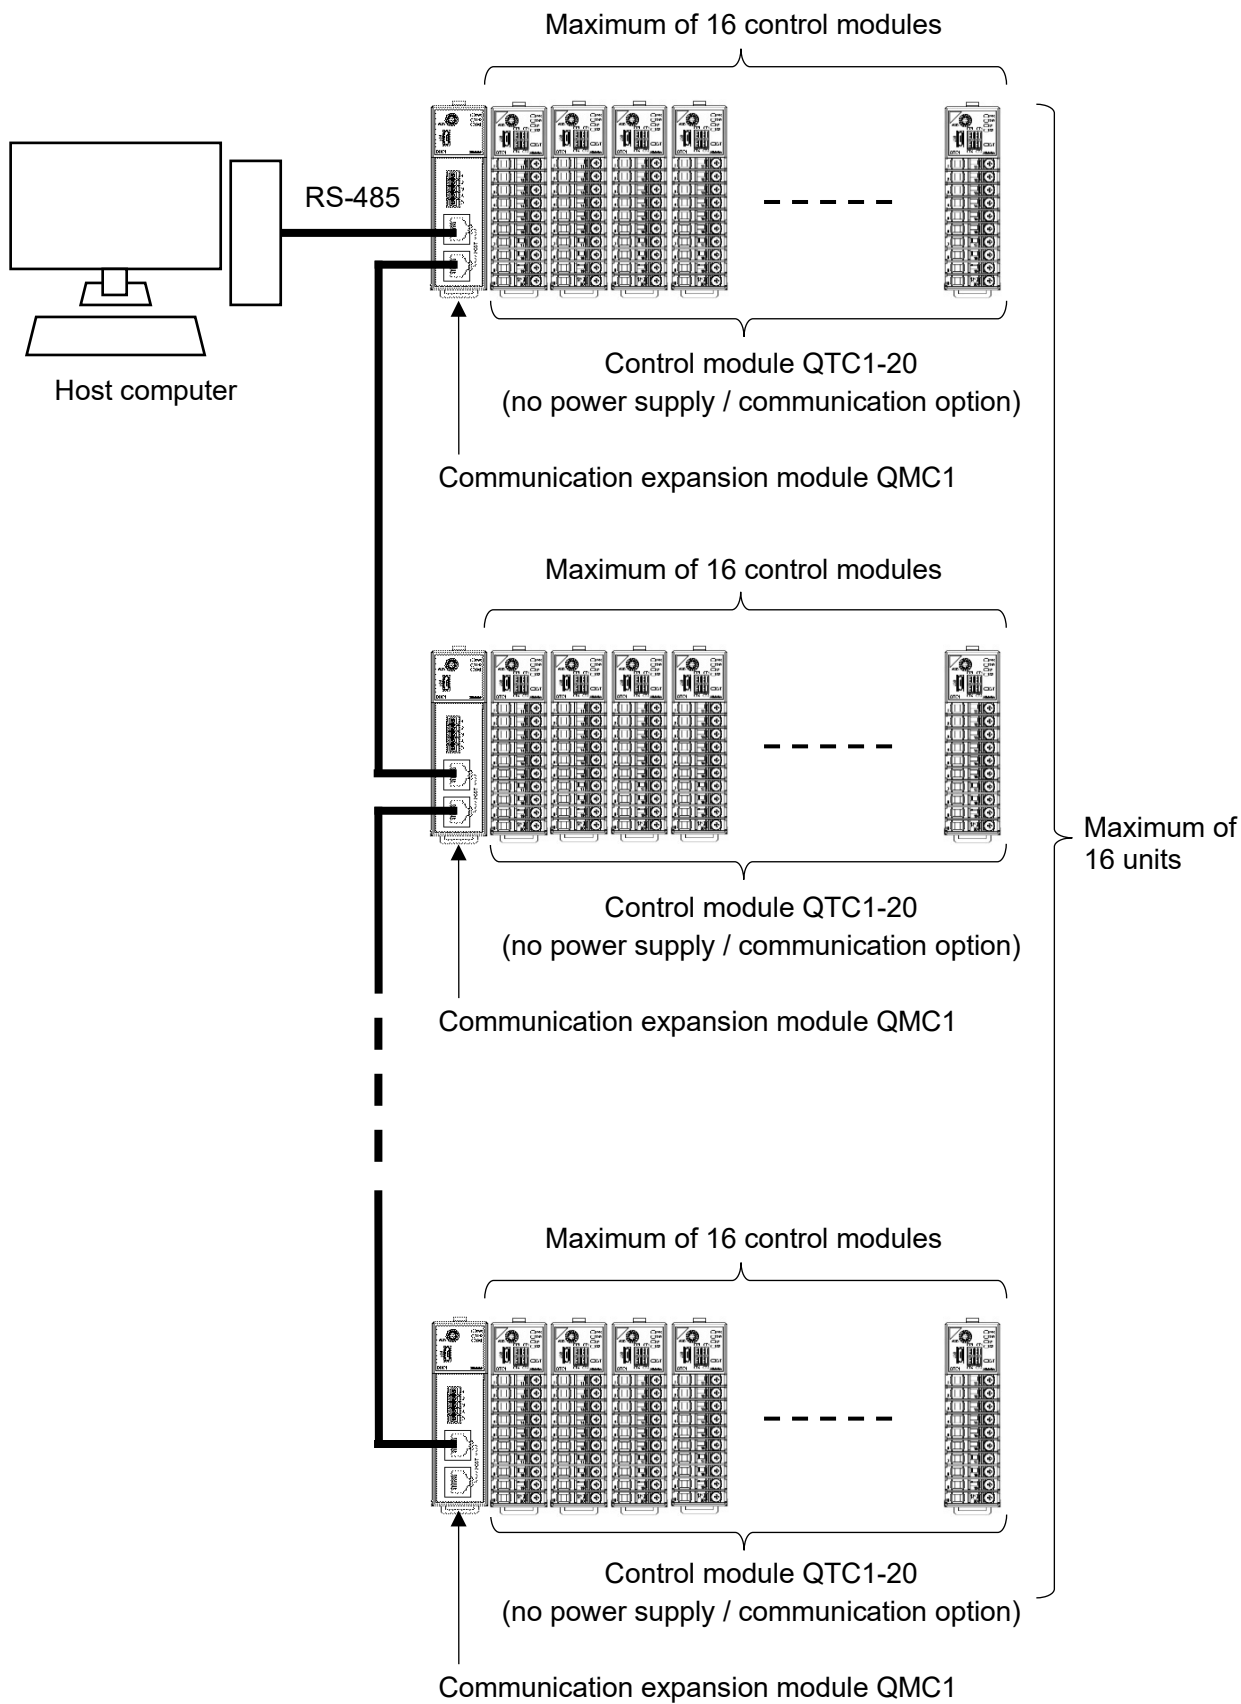 Maximum of 16 control modules
RS-485
Host computer
Control module QTC1-20
(no power supply / communication option)
Communication expansion module QMC1
Maximum of 16 control modules
Maximum of
16 units
Control module QTC1-20
(no power supply / communication option)
Communication expansion module QMC1
Maximum of 16 control modules
Control module QTC1-20
(no power supply / communication option)
Communication expansion module QMC1